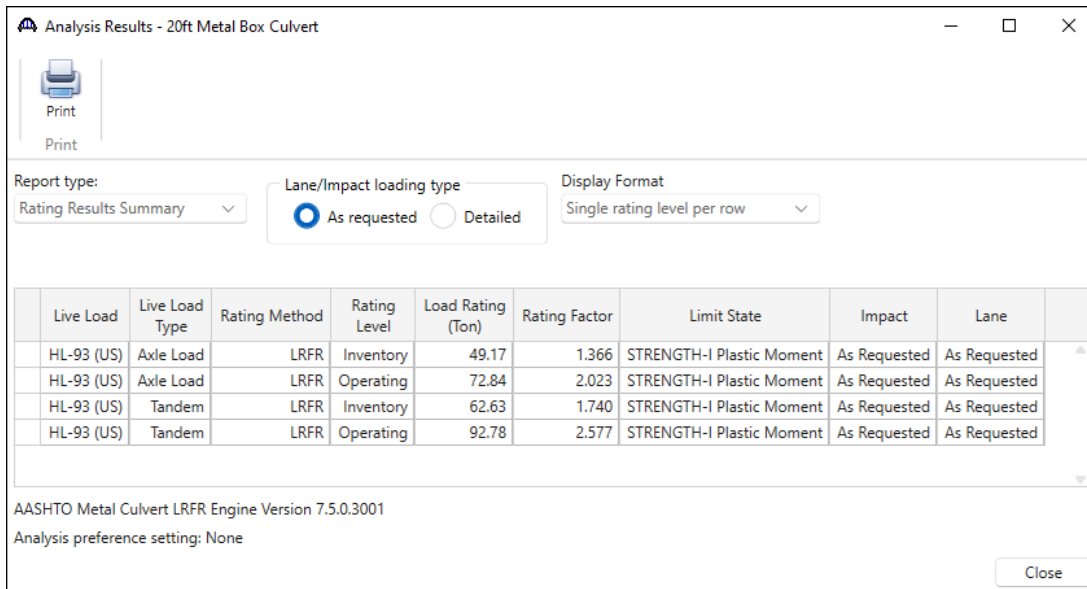 Analysis Results - 20ft Metal Box Culvert
Print
Print
Report type:
Rating Results Summary
Lane/Impact loading type
As requested Detailed
Display Format
Single rating level per row
Live Load Live Load Type Rating Method Rating Level Load Rating (Ton) Rating Factor Limit State Impact Lane
HL-93 (US) Axle Load LRFR Inventory 49.17 1.366 STRENGTH-I Plastic Moment As Requested As Requested
HL-93 (US) Axle Load LRFR Operating 72.84 2.023 STRENGTH-I Plastic Moment As Requested As Requested
HL-93 (US) Tandem LRFR Inventory 62.63 1.740 STRENGTH-I Plastic Moment As Requested As Requested
HL-93 (US) Tandem LRFR Operating 92.78 2.577 STRENGTH-I Plastic Moment As Requested As Requested
AASHTO Metal Culvert LRFR Engine Version 7.5.0.3001
Analysis preference setting: None
Close